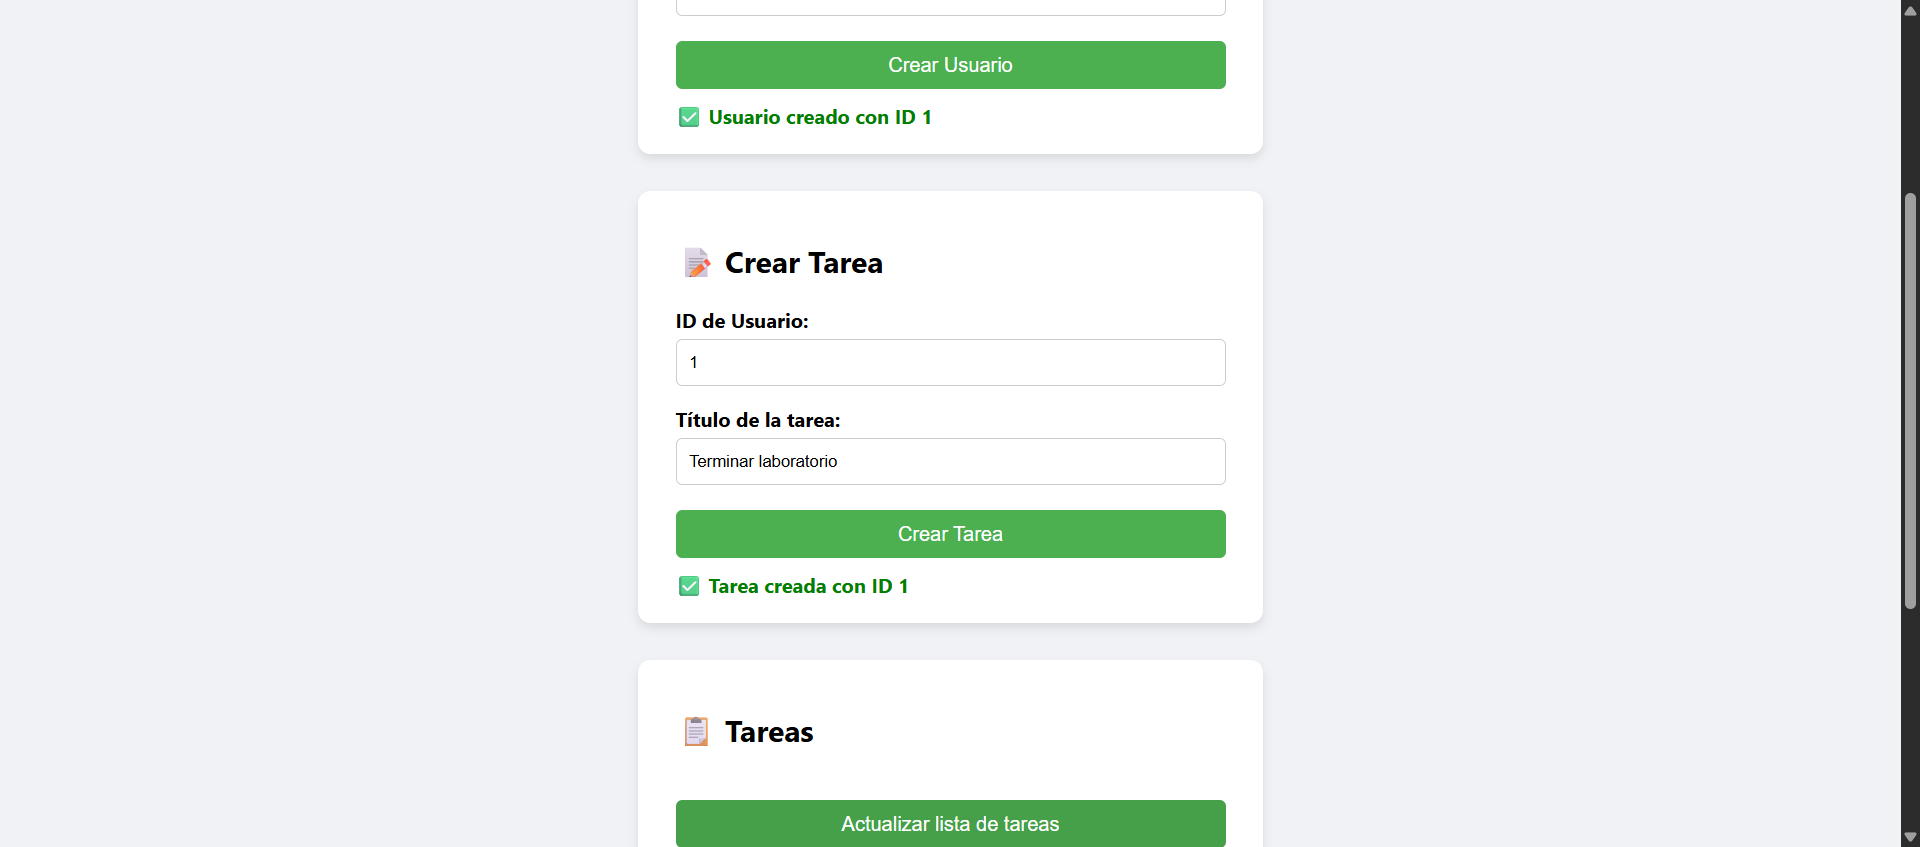 Crear Usuario
Usuario creado con ID 1
Crear Tarea
ID de Usuario:
1
Título de la tarea:
Terminar laboratorio
Crear Tarea
Tarea creada con ID 1
Tareas
Actualizar lista de tareas